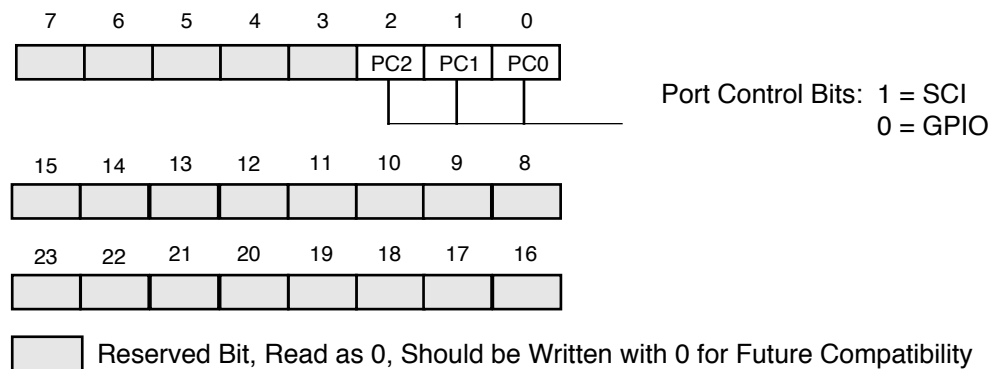 7 6 5 4 3 2 1 0
PC2 PC1 PC0
Port Control Bits: 1 = SCI
0 = GPIO
15 14 13 12 11 10 9 8
23 22 21 20 19 18 17 16
Reserved Bit, Read as 0, Should be Written with 0 for Future Compatibility